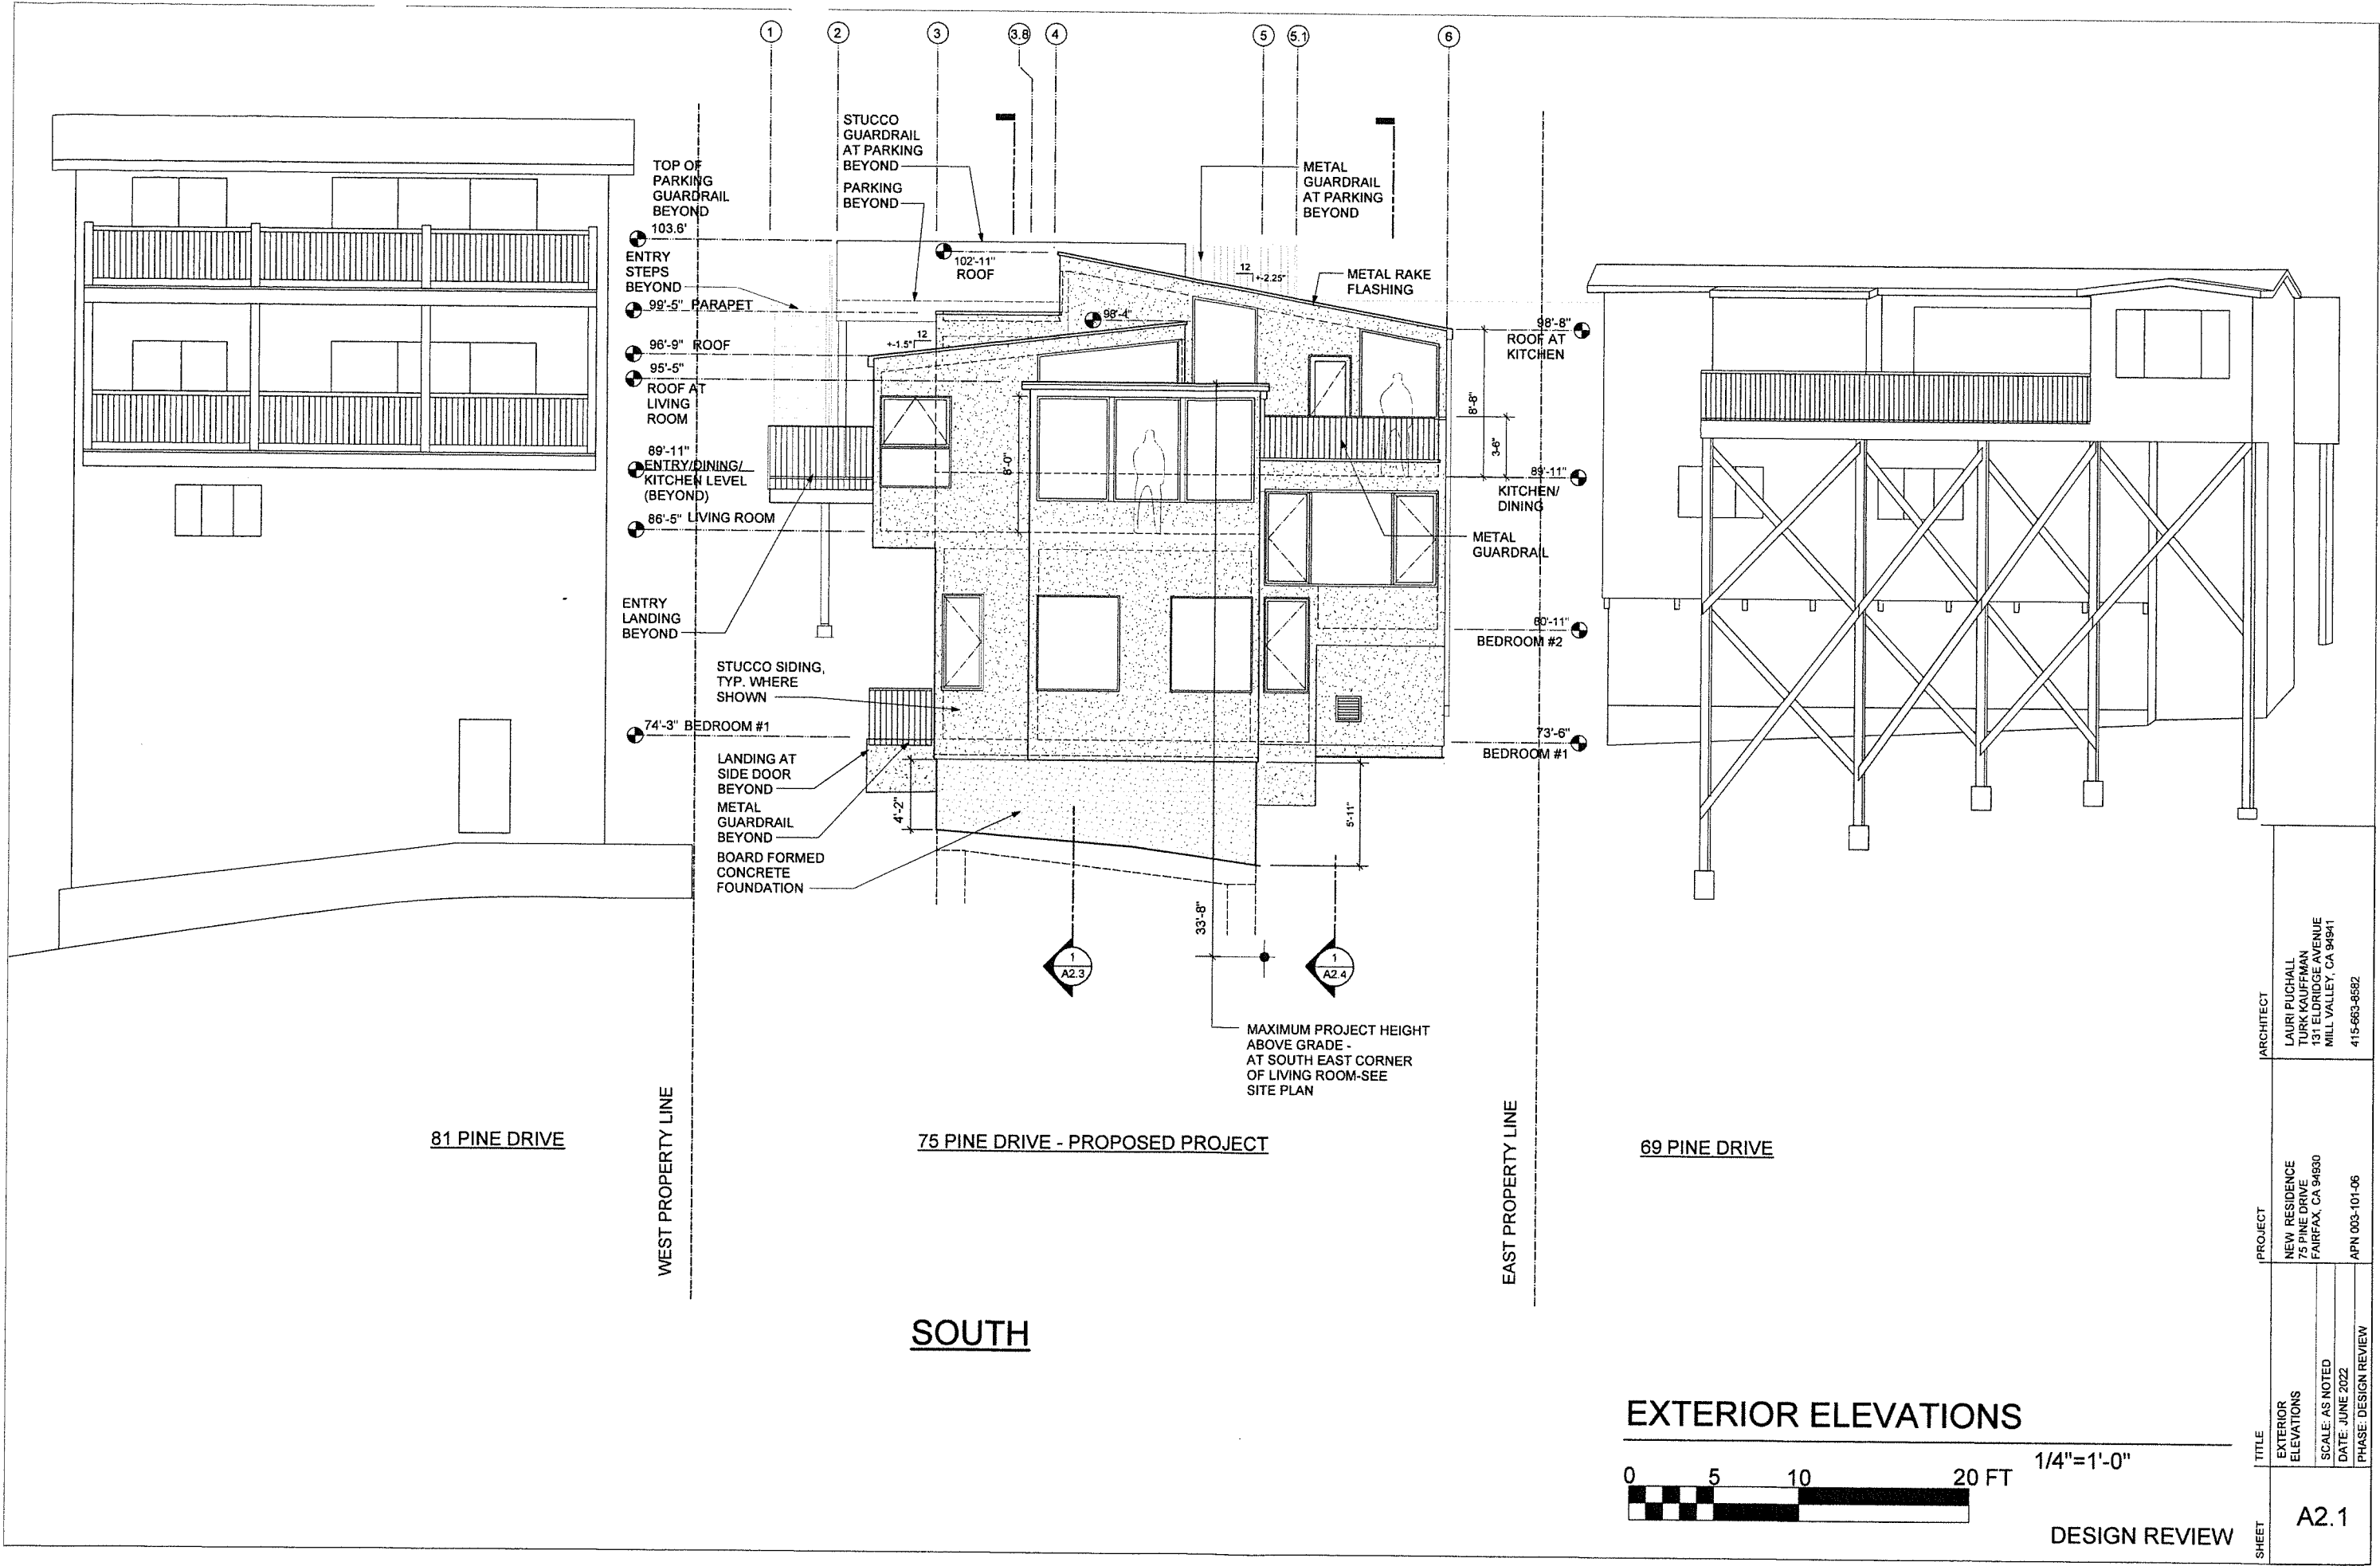 1
2
3
3.8
4
5
5.1
6
STUCCO
GUARDRAIL
AT PARKING
BEYOND
PARKING
BEYOND
TOP OF
PARKING
GUARDRAIL
BEYOND
103.6'
ENTRY
STEPS
BEYOND
99'-5" PARAPET
96'-9" ROOF
95'-5"
ROOF AT
LIVING
ROOM
89'-11"
ENTRY/DINING/
KITCHEN LEVEL
(BEYOND)
86'-5" LIVING ROOM
ENTRY
LANDING
BEYOND
STUCCO SIDING,
TYP. WHERE
SHOWN
74'-3" BEDROOM #1
LANDING AT
SIDE DOOR
BEYOND
METAL
GUARDRAIL
BEYOND
BOARD FORMED
CONCRETE
FOUNDATION
102'-11"
ROOF
98'-4"
12
+-1.5"
12
+-2.25"
METAL
GUARDRAIL
AT PARKING
BEYOND
METAL RAKE
FLASHING
98'-8"
ROOF AT
KITCHEN
8'-8"
3'-6"
89'-11"
KITCHEN/
DINING
METAL
GUARDRAIL
80'-11"
BEDROOM #2
73'-6"
BEDROOM #1
4'-2"
5'-11"
33'-8"
1
A2.3
1
A2.4
MAXIMUM PROJECT HEIGHT
ABOVE GRADE -
AT SOUTH EAST CORNER
OF LIVING ROOM-SEE
SITE PLAN
WEST PROPERTY LINE
EAST PROPERTY LINE
81 PINE DRIVE
75 PINE DRIVE - PROPOSED PROJECT
69 PINE DRIVE
SOUTH
EXTERIOR ELEVATIONS
1/4"=1'-0"
0 5 10 20 FT
DESIGN REVIEW
ARCHITECT
LAURI PUCHALL
TURK KAUFFMAN
131 ELDRIDGE AVENUE
MILL VALLEY, CA 94941
415-663-8582
PROJECT
NEW RESIDENCE
75 PINE DRIVE
FAIRFAX, CA 94930
APN 003-101-06
TITLE
EXTERIOR
ELEVATIONS
SCALE: AS NOTED
DATE: JUNE 2022
PHASE: DESIGN REVIEW
SHEET
A2.1